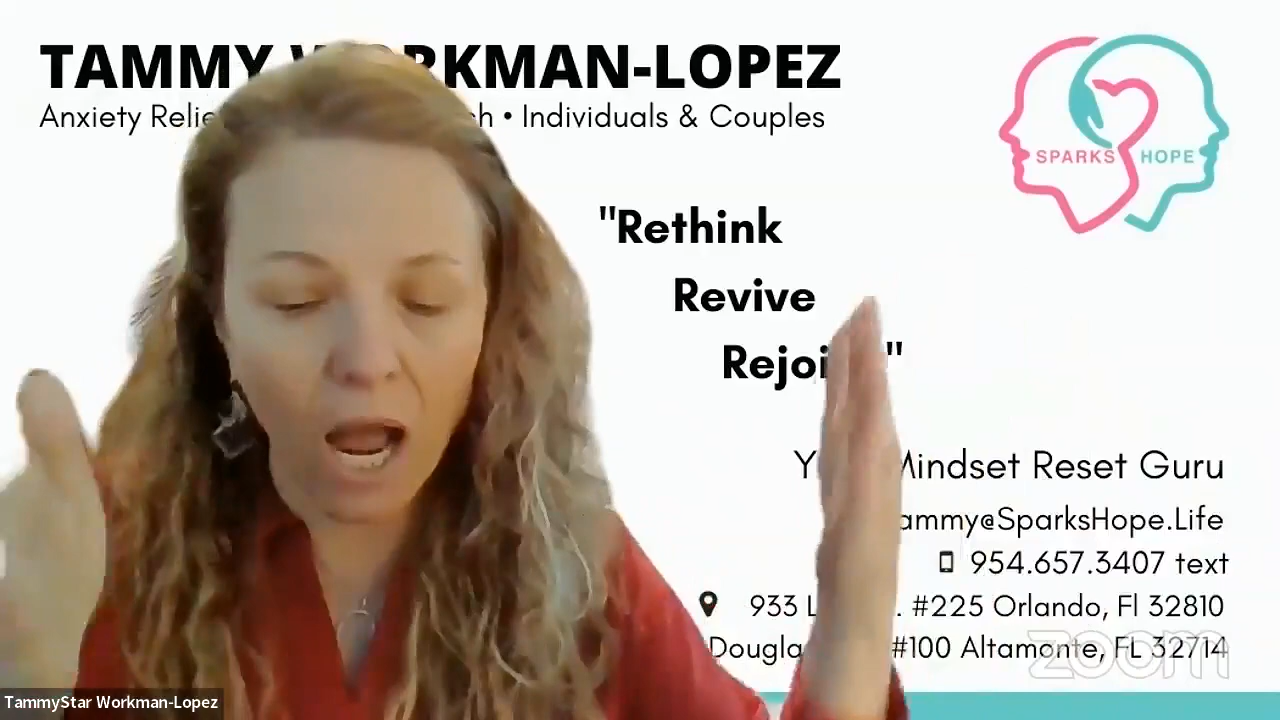 TAMMY WORKMAN-LOPEZ
Anxiety Relie h • Individuals & Couples
SPARKS HOPE
"Rethink
Revive
Rejoi "
Mindset Reset Guru
ammy@SparksHope.Life
954.657.3407 text
933 L . #225 Orlando, Fl 32810
Dougla #100 Altamonte, FL 32714
zoom
TammyStar Workman-Lopez